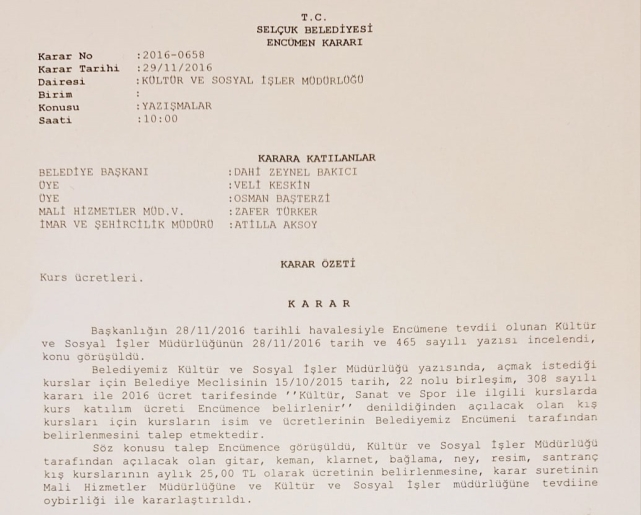 T.C.
SELÇUK BELEDİYESİ
ENCÜMEN KARARI
Karar No :2016-0658
Karar Tarihi :29/11/2016
Dairesi :KÜLTÜR VE SOSYAL İŞLER MÜDÜRLÜĞÜ
Birim :
Konusu :YAZIŞMALAR
Saati :10:00
KARARA KATILANLAR
BELEDİYE BAŞKANI :DAHİ ZEYNEL BAKICI
ÜYE :VELİ KESKİN
ÜYE :OSMAN BAŞTERZİ
MALİ HİZMETLER MÜD.V. :ZAFER TÜRKER
İMAR VE ŞEHİRCİLİK MÜDÜRÜ :ATİLLA AKSOY
KARAR ÖZETİ
Kurs ücretleri.
K A R A R
Başkanlığın 28/11/2016 tarihli havalesiyle Encümene tevdii olunan Kültür
ve Sosyal İşler Müdürlüğünün 28/11/2016 tarih ve 465 sayılı yazısı incelendi,
konu görüşüldü.
Belediyemiz Kültür ve Sosyal İşler Müdürlüğü yazısında, açmak istediği
kurslar için Belediye Meclisinin 15/10/2015 tarih, 22 nolu birleşim, 308 sayılı
kararı ile 2016 ücret tarifesinde ''Kültür, Sanat ve Spor ile ilgili kurslarda
kurs katılım ücreti Encümence belirlenir'' denildiğinden açılacak olan kış
kursları için kursların isim ve ücretlerinin Belediyemiz Encümeni tarafından
belirlenmesini talep etmektedir.
Söz konusu talep Encümence görüşüldü, Kültür ve Sosyal İşler Müdürlüğü
tarafından açılacak olan gitar, keman, klarnet, bağlama, ney, resim, santranç
kış kurslarının aylık 25,00 TL olarak ücretinin belirlenmesine, karar suretinin
Mali Hizmetler Müdürlüğüne ve Kültür ve Sosyal İşler müdürlüğüne tevdiine
oybirliği ile kararlaştırıldı.